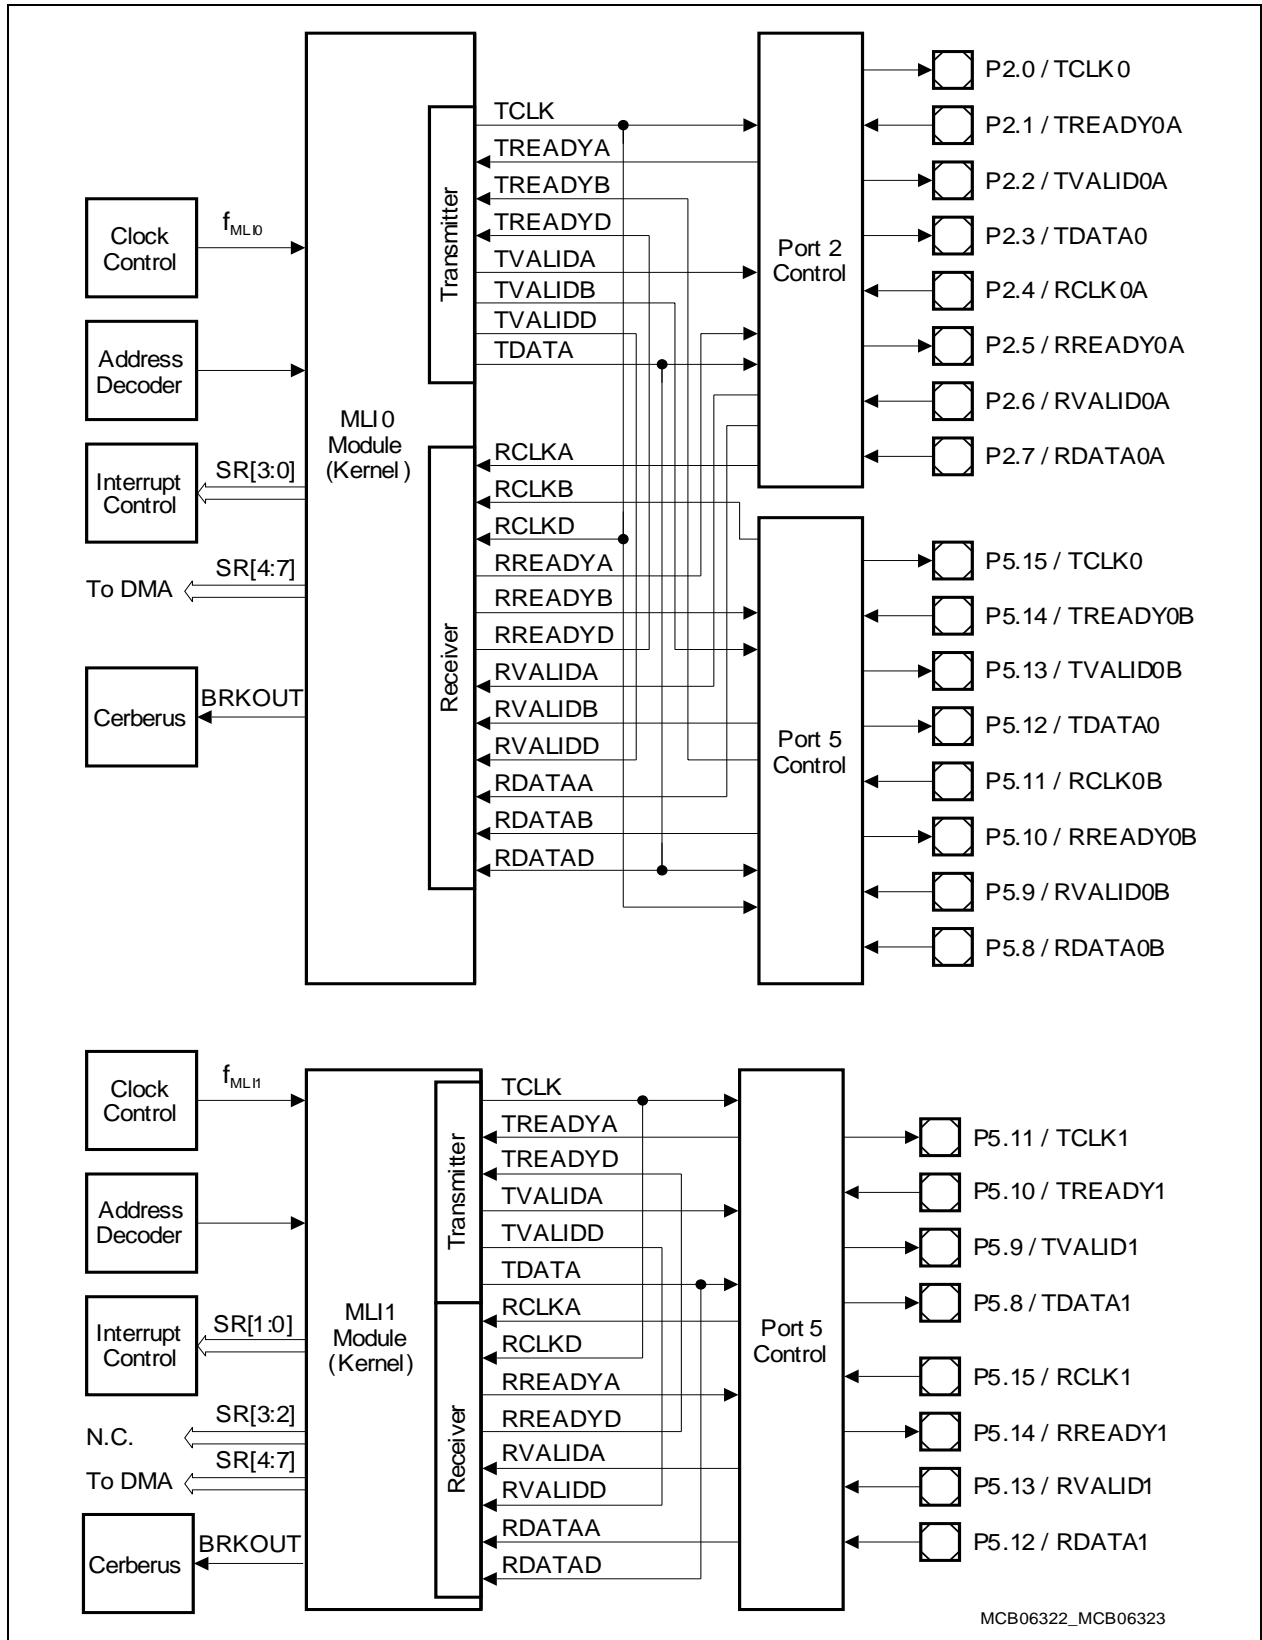 Clock
Control
fMLI0
Address
Decoder
Interrupt
Control
SR[3:0]
To DMA
SR[4:7]
Cerberus
BRKOUT
MLI0
Module
(Kernel)
Transmitter
TCLK
TREADYA
TREADYB
TREADYD
TVALIDA
TVALIDB
TVALIDD
TDATA
Receiver
RCLKA
RCLKB
RCLKD
RREADYA
RREADYB
RREADYD
RVALIDA
RVALIDB
RVALIDD
RDATAA
RDATAB
RDATAD
Port 2
Control
P2.0 / TCLK0
P2.1 / TREADY0A
P2.2 / TVALID0A
P2.3 / TDATA0
P2.4 / RCLK0A
P2.5 / RREADY0A
P2.6 / RVALID0A
P2.7 / RDATA0A
Port 5
Control
P5.15 / TCLK0
P5.14 / TREADY0B
P5.13 / TVALID0B
P5.12 / TDATA0
P5.11 / RCLK0B
P5.10 / RREADY0B
P5.9 / RVALID0B
P5.8 / RDATA0B
Clock
Control
fMLI1
Address
Decoder
Interrupt
Control
SR[1:0]
N.C.
SR[3:2]
To DMA
SR[4:7]
Cerberus
BRKOUT
MLI1
Module
(Kernel)
Transmitter
TCLK
TREADYA
TREADYD
TVALIDA
TVALIDD
TDATA
Receiver
RCLKA
RCLKD
RREADYA
RREADYD
RVALIDA
RVALIDD
RDATAA
RDATAD
Port 5
Control
P5.11 / TCLK1
P5.10 / TREADY1
P5.9 / TVALID1
P5.8 / TDATA1
P5.15 / RCLK1
P5.14 / RREADY1
P5.13 / RVALID1
P5.12 / RDATA1
MCB06322_MCB06323